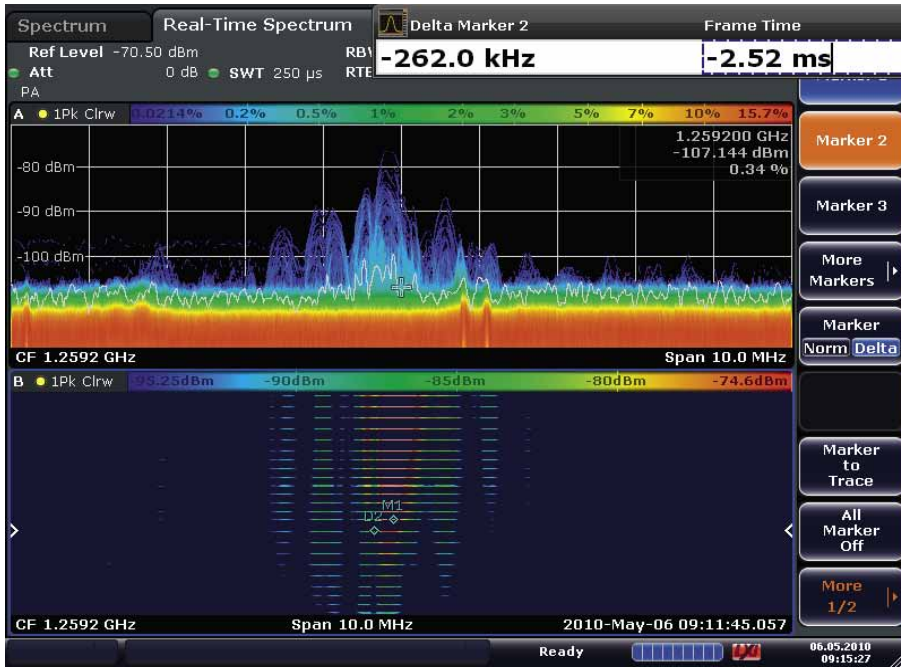 Spectrum
Real-Time Spectrum
Delta Marker 2
Frame Time
-262.0 kHz
-2.52 ms
Ref Level -70.50 dBm
Att 0 dB SWT 250 µs
PA
A 1Pk Clrw 0.0214% 0.2% 0.5% 1% 2% 3% 5% 7% 10% 15.7%
1.259200 GHz
-107.144 dBm
0.34 %
-80 dBm
-90 dBm
-100 dBm
CF 1.2592 GHz
Span 10.0 MHz
B 1Pk Clrw -95.25dBm -90dBm -85dBm -80dBm -74.6dBm
M1
D2
CF 1.2592 GHz
Span 10.0 MHz
2010-May-06 09:11:45.057
Marker 2
Marker 3
More
Markers
Marker
Norm Delta
Marker
to
Trace
All
Marker
Off
More
1/2
Ready
LXI
06.05.2010
09:15:27